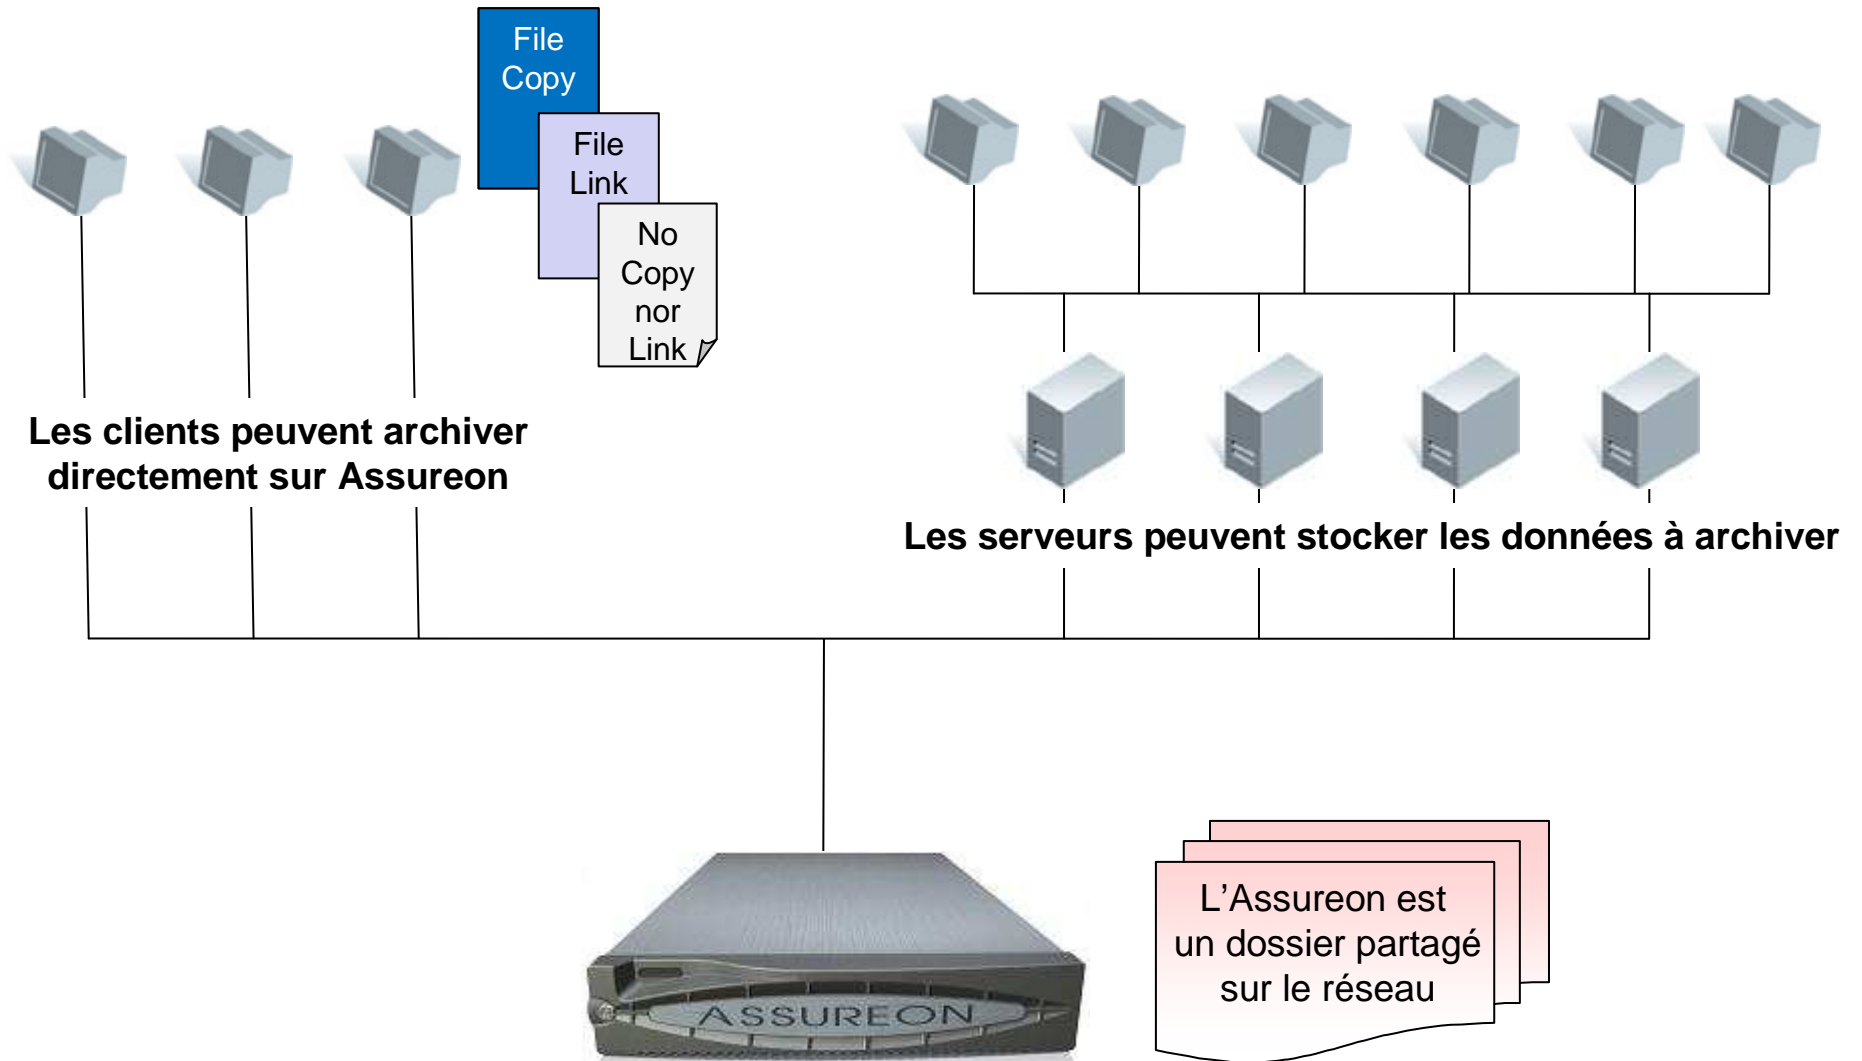 File
Copy
File
Link
No
Copy
nor
Link
Les clients peuvent archiver
directement sur Assureon
Les serveurs peuvent stocker les données à archiver
L’Assureon est
un dossier partagé
sur le réseau
ASSUREON